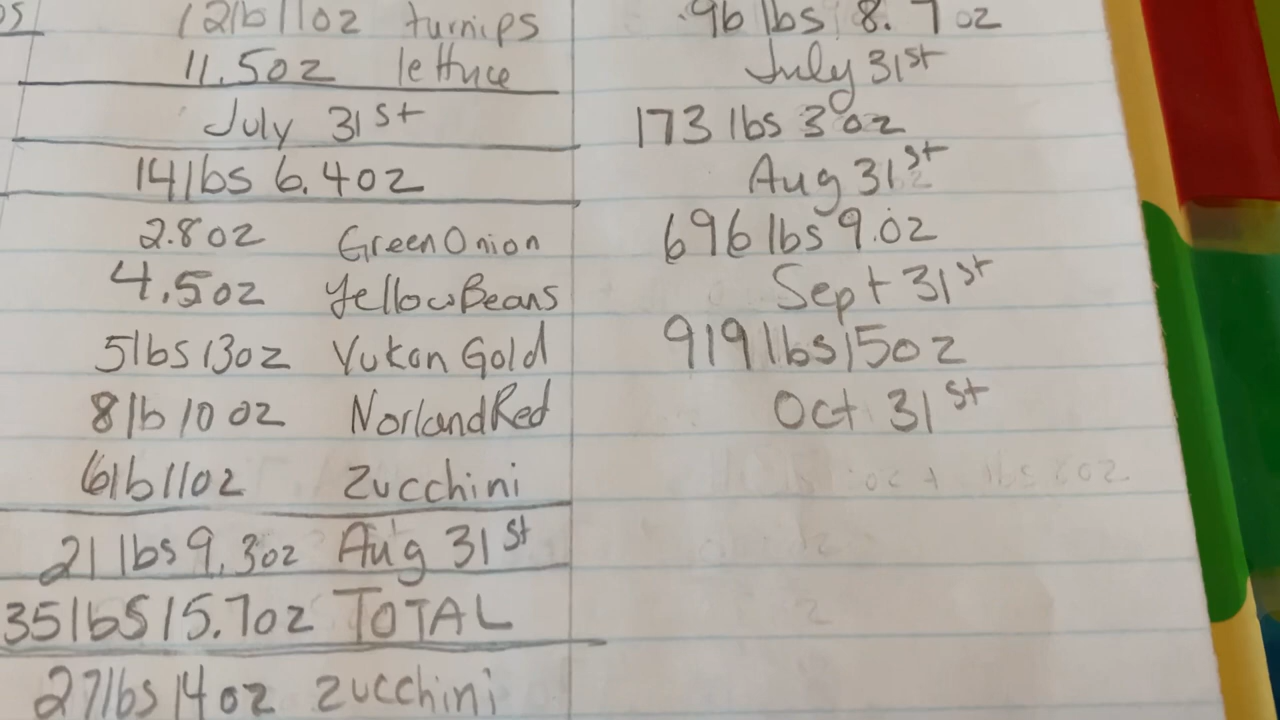 12lb 1oz turnips
11.5oz lettuce
July 31st
14lbs 6.4oz
2.8oz Green Onion
4.5oz Yellow Beans
5lbs 13oz Yukon Gold
8lb 10oz Norland Red
6lb 11oz Zucchini
21lbs 9.3oz Aug 31st
35lbs 15.7oz TOTAL
27lbs 14oz zucchini
.96 lbs 8.7oz
July 31st
173 lbs 3oz
Aug 31st
696 lbs 9.oz
Sept 31st
919 lbs 15oz
Oct 31st